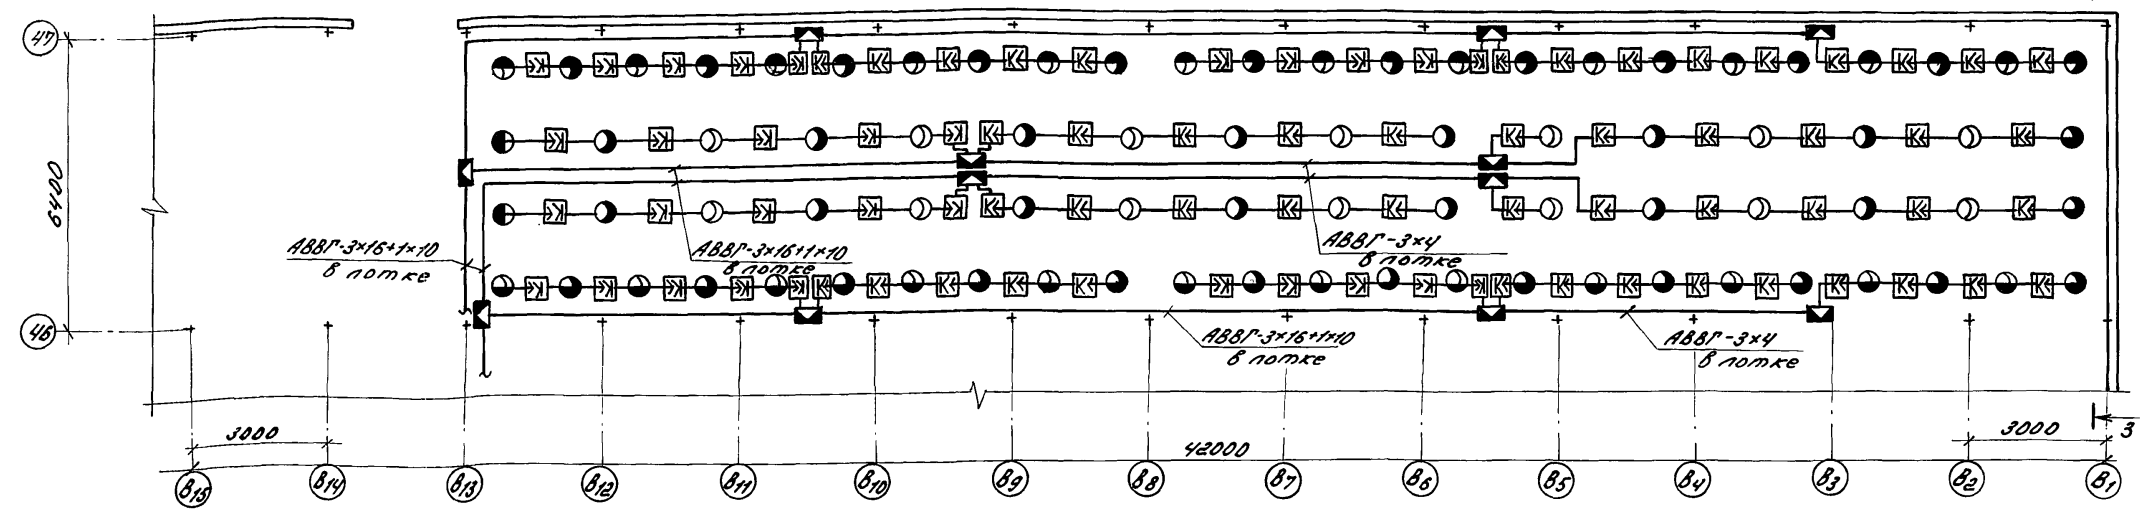 47
6400
46
АВВГ-3×16+1×10
в лотке
АВВГ-3×16+1×10
в лотке
АВВГ-3×4
в лотке
АВВГ-3×16+1×10
в лотке
АВВГ-3×4
в лотке
3000
42000
3000
3
В15
В14
В13
В12
В11
В10
В9
В8
В7
В6
В5
В4
В3
В2
В1